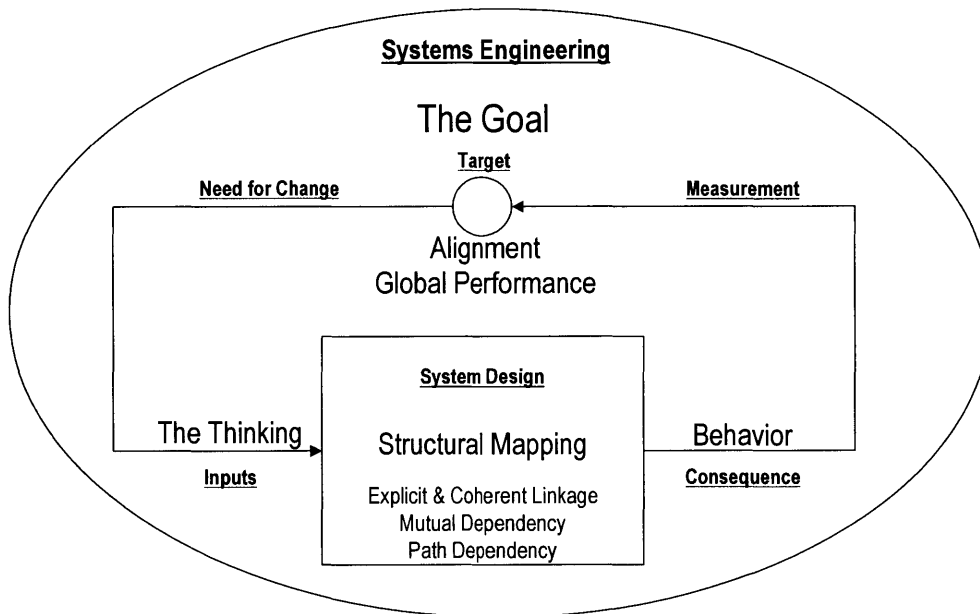 Systems Engineering
The Goal
Target
Need for Change
Measurement
Alignment
Global Performance
System Design
The Thinking
Structural Mapping
Behavior
Inputs
Consequence
Explicit & Coherent Linkage
Mutual Dependency
Path Dependency